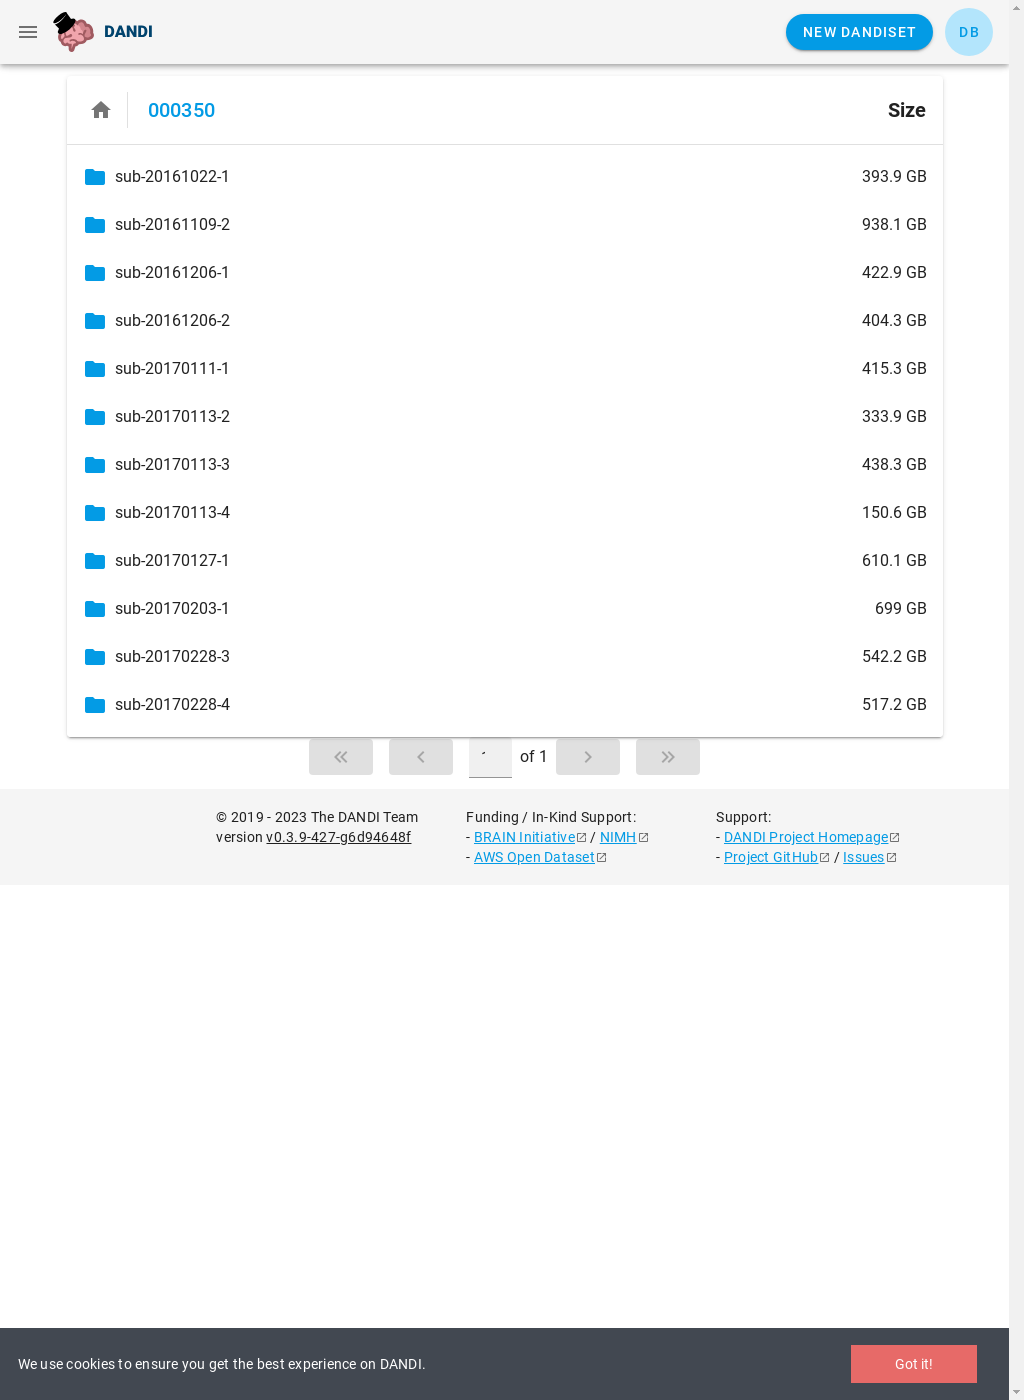 DANDI
NEW DANDISET
DB
000350
Size
sub-20161022-1 393.9 GB
sub-20161109-2 938.1 GB
sub-20161206-1 422.9 GB
sub-20161206-2 404.3 GB
sub-20170111-1 415.3 GB
sub-20170113-2 333.9 GB
sub-20170113-3 438.3 GB
sub-20170113-4 150.6 GB
sub-20170127-1 610.1 GB
sub-20170203-1 699 GB
sub-20170228-3 542.2 GB
sub-20170228-4 517.2 GB
of 1
© 2019 - 2023 The DANDI Team
version v0.3.9-427-g6d94648f
Funding / In-Kind Support:
- BRAIN Initiative / NIMH
- AWS Open Dataset
Support:
- DANDI Project Homepage
- Project GitHub / Issues
We use cookies to ensure you get the best experience on DANDI.
Got it!